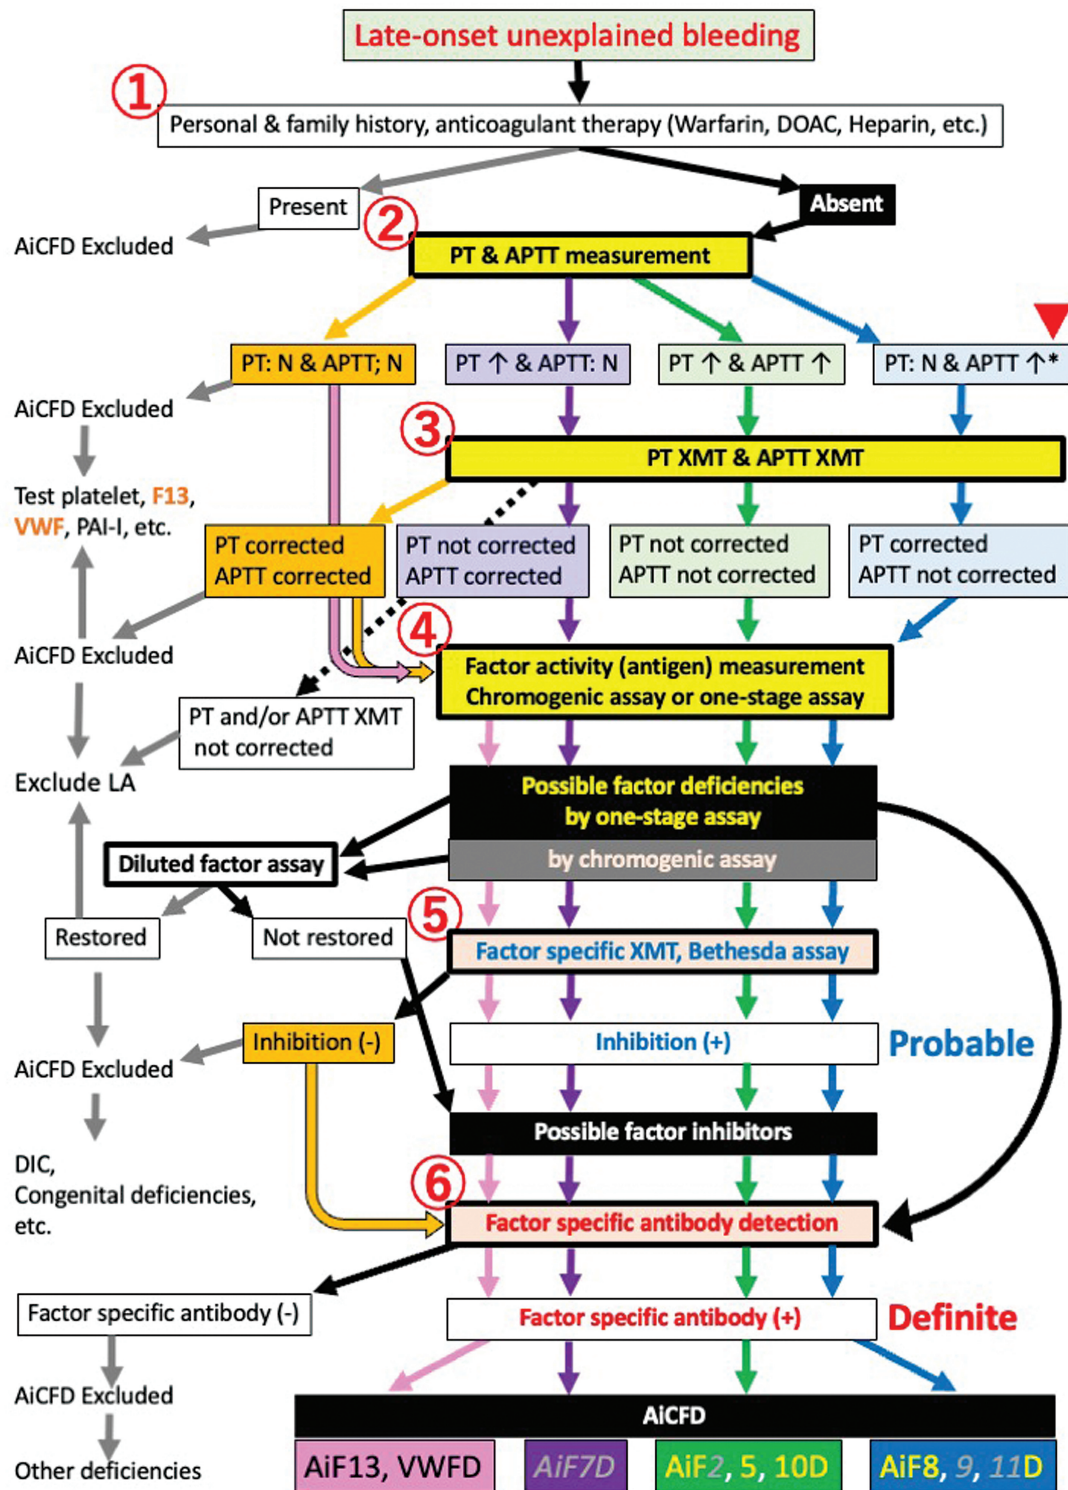 Late-onset unexplained bleeding
①
Personal & family history, anticoagulant therapy (Warfarin, DOAC, Heparin, etc.)
Present
Absent
②
AiCFD Excluded
PT & APTT measurement
PT: N & APTT; N
PT ↑ & APTT: N
PT ↑ & APTT ↑
PT: N & APTT ↑*
AiCFD Excluded
③
PT XMT & APTT XMT
Test platelet, F13,
VWF, PAI-I, etc.
PT corrected
APTT corrected
PT not corrected
APTT corrected
PT not corrected
APTT not corrected
PT corrected
APTT not corrected
④
AiCFD Excluded
Factor activity (antigen) measurement
Chromogenic assay or one-stage assay
PT and/or APTT XMT
not corrected
Exclude LA
Possible factor deficiencies
by one-stage assay
by chromogenic assay
Diluted factor assay
⑤
Restored
Not restored
Factor specific XMT, Bethesda assay
Inhibition (-)
Inhibition (+)
Probable
AiCFD Excluded
Possible factor inhibitors
DIC,
Congenital deficiencies,
etc.
⑥
Factor specific antibody detection
Factor specific antibody (-)
Factor specific antibody (+)
Definite
AiCFD Excluded
AiCFD
Other deficiencies
AiF13, VWFD
AiF7D
AiF2, 5, 10D
AiF8, 9, 11D